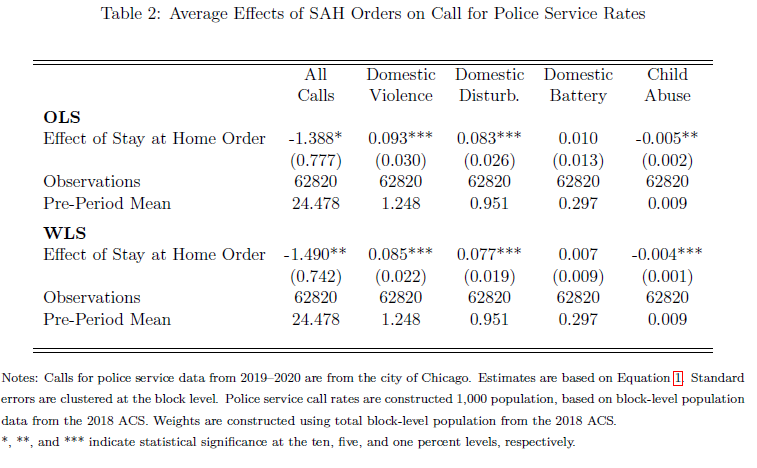 Table 2: Average Effects of SAH Orders on Call for Police Service Rates
All Domestic Domestic Domestic Child
Calls Violence Disturb. Battery Abuse
OLS
Effect of Stay at Home Order -1.388* 0.093*** 0.083*** 0.010 -0.005**
(0.777) (0.030) (0.026) (0.013) (0.002)
Observations 62820 62820 62820 62820 62820
Pre-Period Mean 24.478 1.248 0.951 0.297 0.009
WLS
Effect of Stay at Home Order -1.490** 0.085*** 0.077*** 0.007 -0.004***
(0.742) (0.022) (0.019) (0.009) (0.001)
Observations 62820 62820 62820 62820 62820
Pre-Period Mean 24.478 1.248 0.951 0.297 0.009
Notes: Calls for police service data from 2019–2020 are from the city of Chicago. Estimates are based on Equation 1. Standard
errors are clustered at the block level. Police service call rates are constructed 1,000 population, based on block-level population
data from the 2018 ACS. Weights are constructed using total block-level population from the 2018 ACS.
*, **, and *** indicate statistical significance at the ten, five, and one percent levels, respectively.